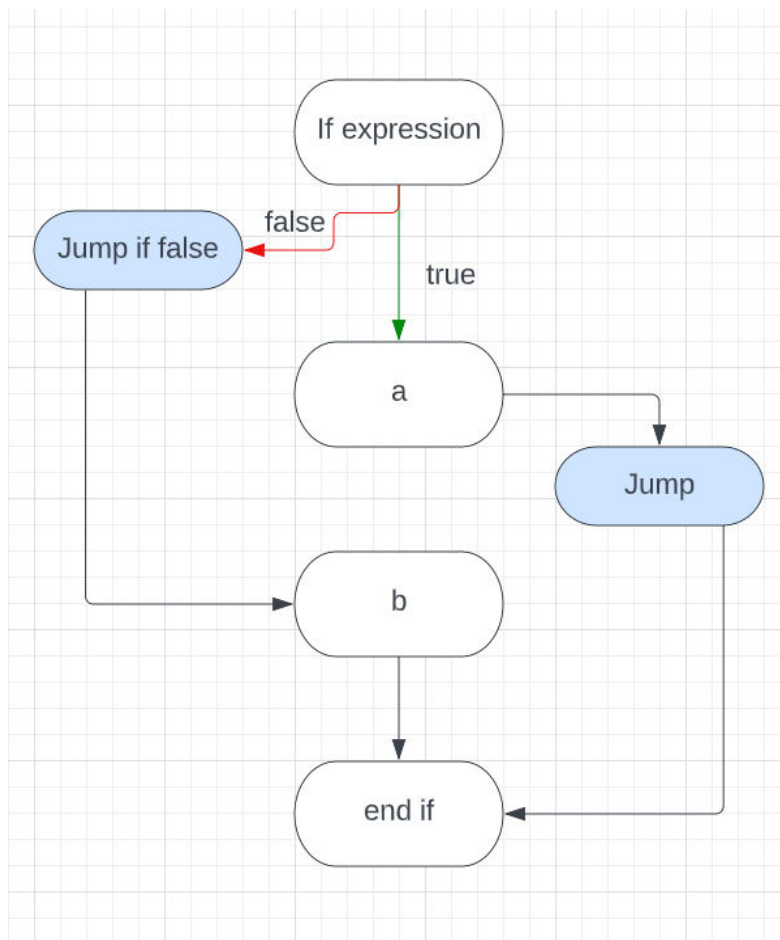 If expression
false
Jump if false
true
a
Jump
b
end if